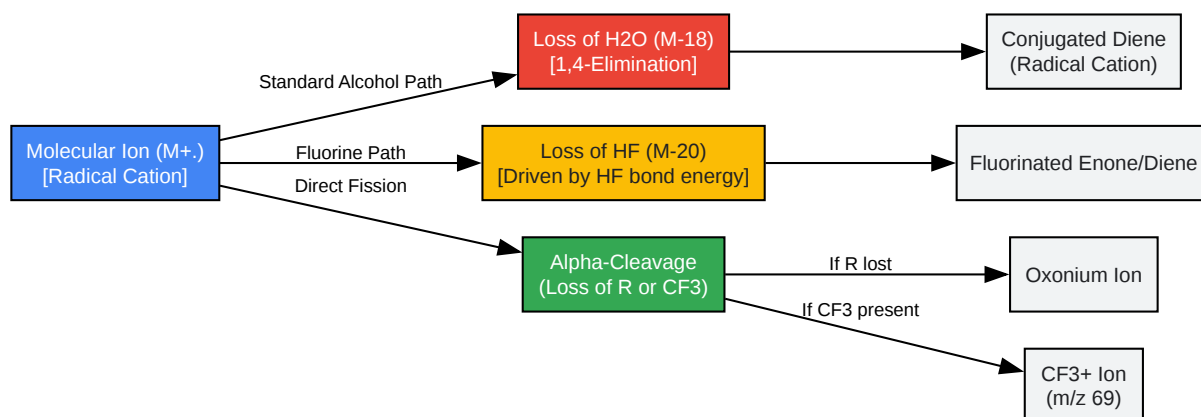 Loss of H2O (M-18)
[1,4-Elimination]
Conjugated Diene
(Radical Cation)
Standard Alcohol Path
Molecular Ion (M+.)
[Radical Cation]
Fluorine Path
Loss of HF (M-20)
[Driven by HF bond energy]
Fluorinated Enone/Diene
Direct Fission
Alpha-Cleavage
(Loss of R or CF3)
If R lost
Oxonium Ion
If CF3 present
CF3+ Ion
(m/z 69)